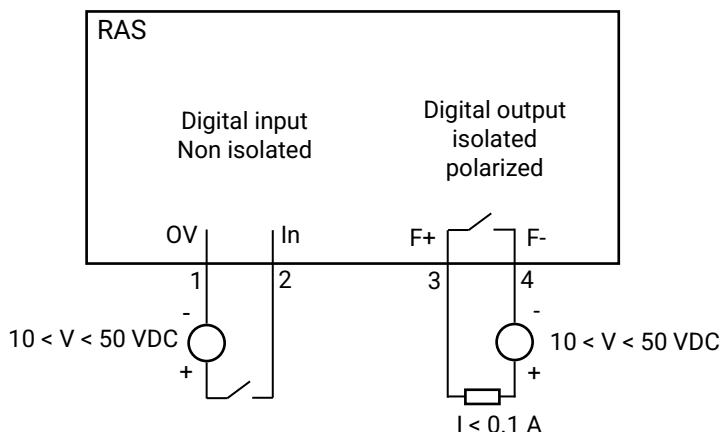 RAS
Digital input
Non isolated
Digital output
isolated
polarized
OV
In
F+
F-
1
2
3
4
-
10 < V < 50 VDC
+
-
10 < V < 50 VDC
+
I < 0.1 A